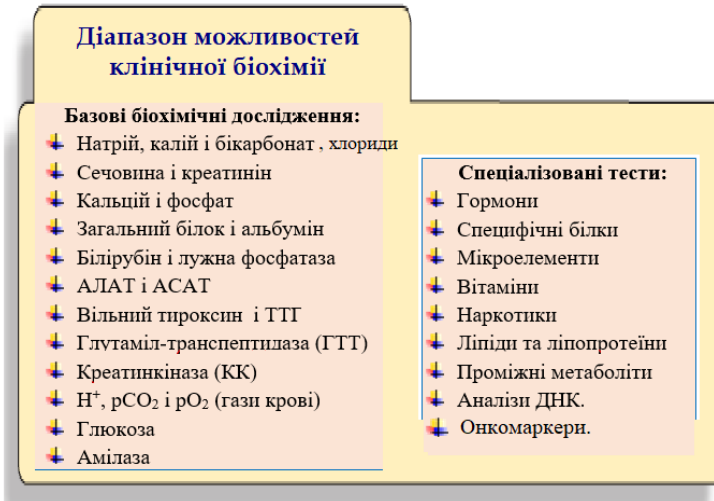 Діапазон можливостей
клінічної біохімії
Базові біохімічні дослідження:
Натрій, калій і бікарбонат , хлориди
Сечовина і креатинін
Кальцій і фосфат
Загальний білок і альбумін
Білірубін і лужна фосфатаза
АЛАТ і АСАТ
Вільний тироксин і ТТГ
Глутаміл-транспептидаза (ГТТ)
Креатинкіназа (КК)
H⁺, pCO₂ і pO₂ (гази крові)
Глюкоза
Амілаза
Спеціалізовані тести:
Гормони
Специфічні білки
Мікроелементи
Вітаміни
Наркотики
Ліпіди та ліпопротеїни
Проміжні метаболіти
Аналізи ДНК.
Онкомаркери.